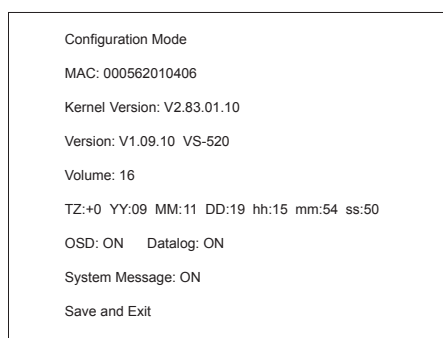 Configuration Mode
MAC: 000562010406
Kernel Version: V2.83.01.10
Version: V1.09.10 VS-520
Volume: 16
TZ:+0 YY:09 MM:11 DD:19 hh:15 mm:54 ss:50
OSD: ON Datalog: ON
System Message: ON
Save and Exit